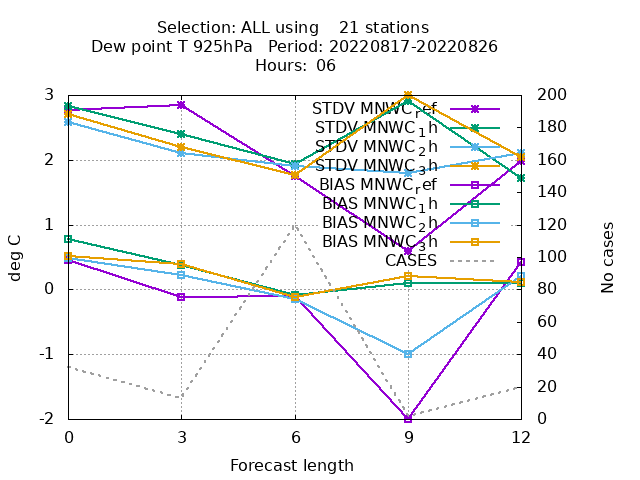 Selection: ALL using    21 stations
Dew point T 925hPa   Period: 20220817-20220826
Hours:  06
3
2
1
0
-1
-2
deg C
STDV MNWC_ref
STDV MNWC_1h
STDV MNWC_2h
STDV MNWC_3h
BIAS MNWC_ref
BIAS MNWC_1h
BIAS MNWC_2h
BIAS MNWC_3h
CASES
200
180
160
140
120
100
80
60
40
20
0
No cases
0 3 6 9 12
Forecast length